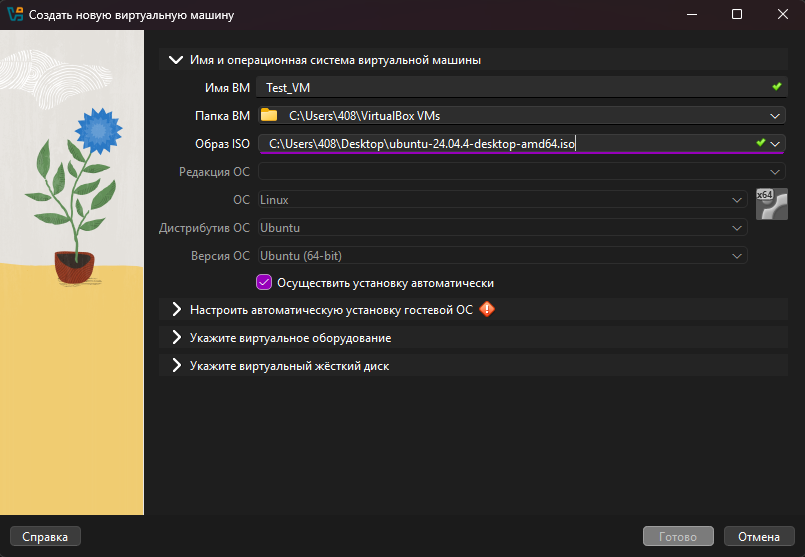 Создать новую виртуальную машину
Имя и операционная система виртуальной машины
Имя ВМ Test_VM
Папка ВМ C:\Users\408\VirtualBox VMs
Образ ISO C:\Users\408\Desktop\ubuntu-24.04.4-desktop-amd64.iso
Редакция ОС
ОС Linux x64
Дистрибутив ОС Ubuntu
Версия ОС Ubuntu (64-bit)
Осуществить установку автоматически
Настроить автоматическую установку гостевой ОС
Укажите виртуальное оборудование
Укажите виртуальный жёсткий диск
Справка Готово Отмена